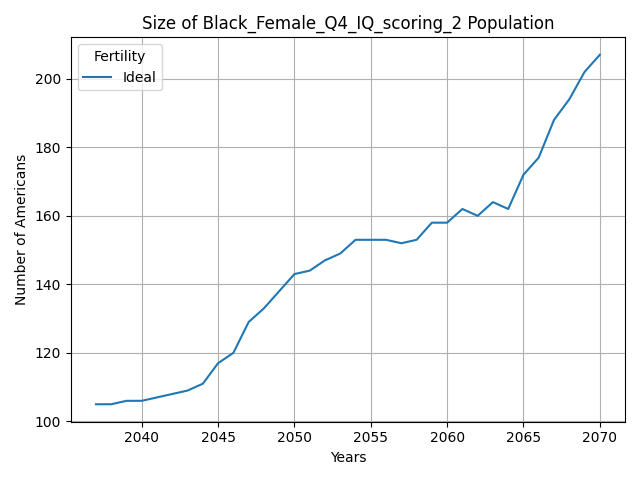 Size of Black_Female_Q4_IQ_scoring_2 Population
Fertility
Ideal
Number of Americans
200
180
160
140
120
100
2040 2045 2050 2055 2060 2065 2070
Years